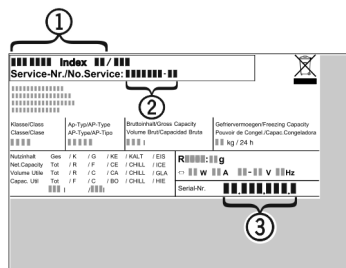 1
Index /
Service-Nr./No.Service: -
2
Klasse/Class
Classe/Clase
Ap-Typ/AP-Type
AP-Type/AP-Tipo
Bruttoinhalt/Gross Capacity
Volume Brut/Capacidad Bruta
l
Gefriervermoegen/Freezing Capacity
Pouvoir de Congel./Capac.Congeladora
kg / 24 h
Nutzinhalt Ges / K / G / KE / KALT / EIS
Net Capacity Tot / R / F / CE / CHILL / ICE
Volume Utile Tot / R / C / CA / CHILL / GLA
Capac. Util Tot / F / C / BO / CHILL / HIE
l / l
R : g
W A - V Hz
Serial-Nr. . . .
3